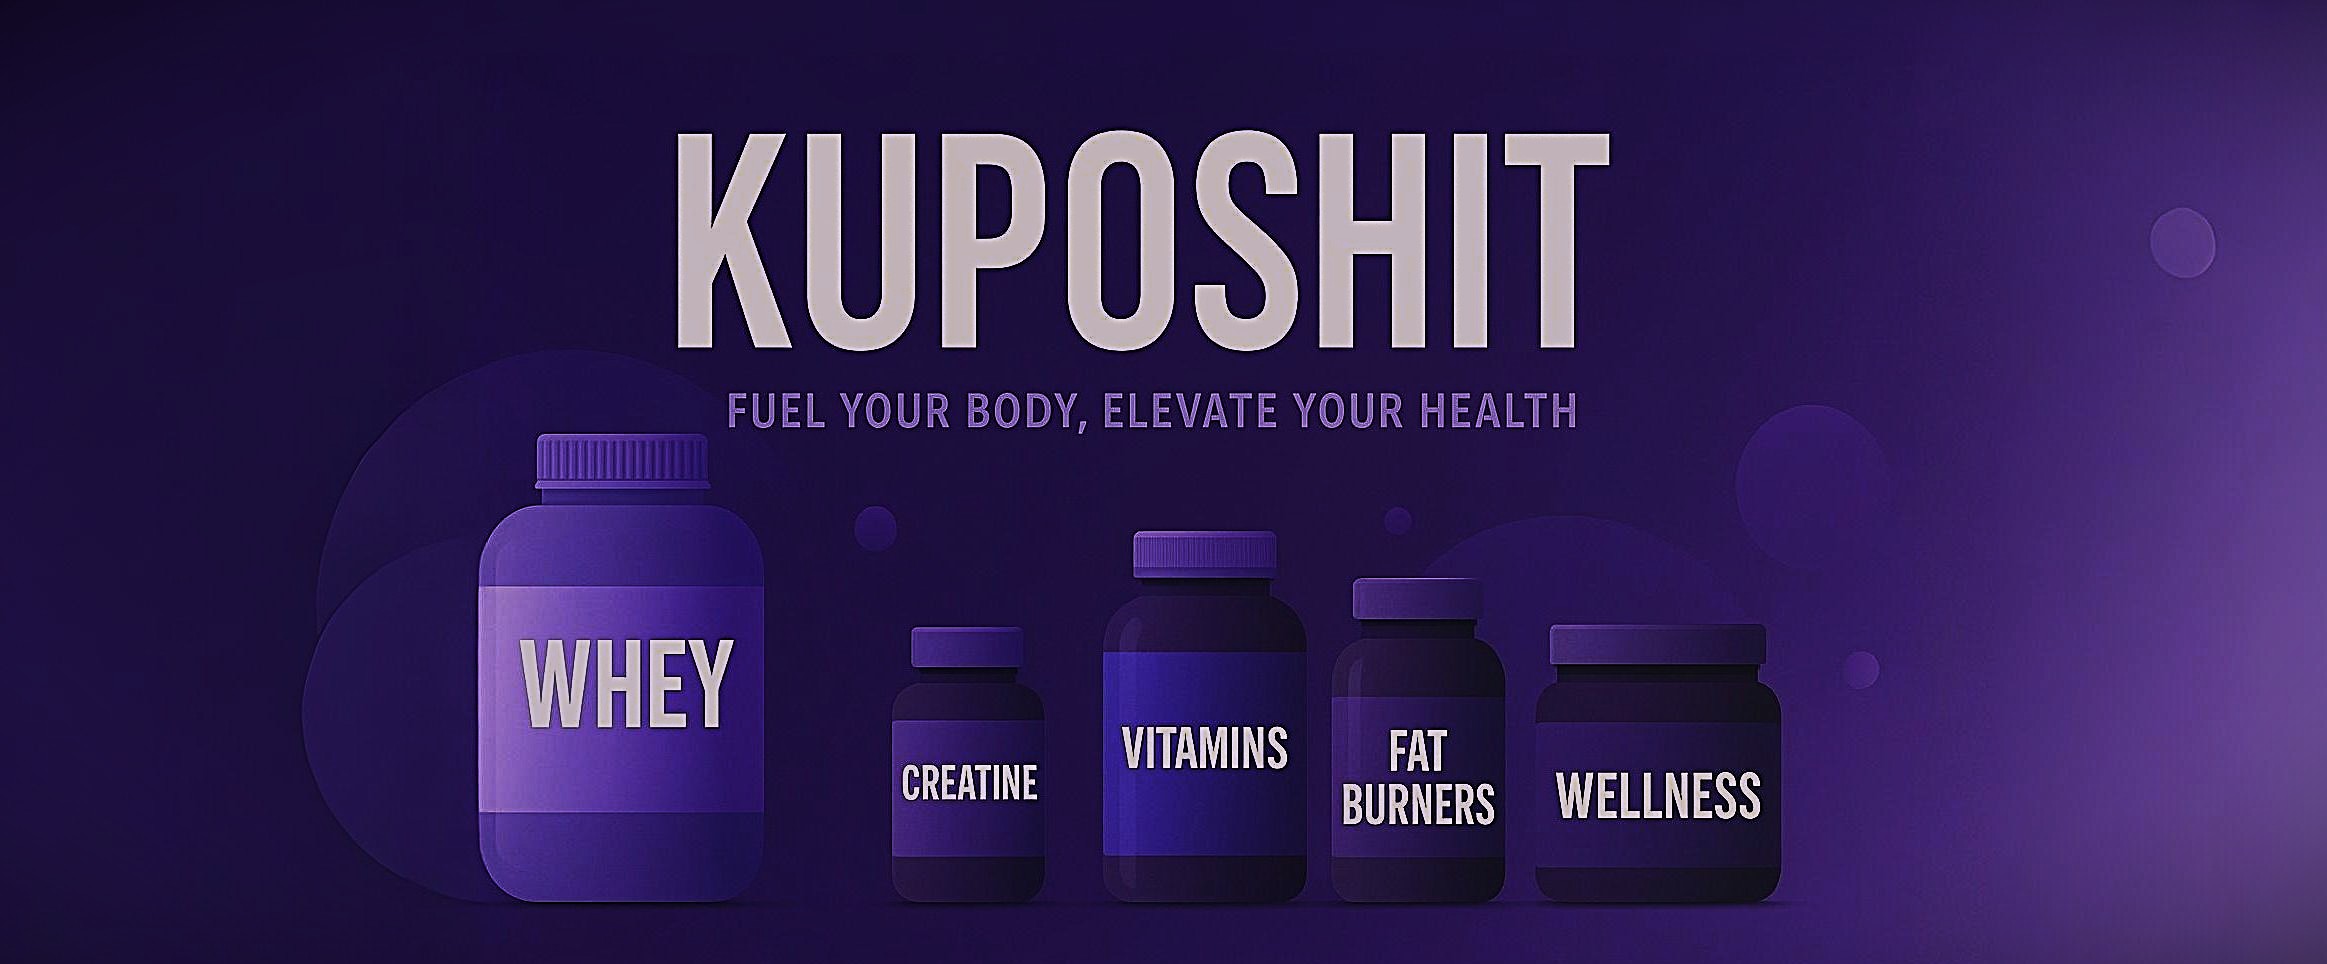 KUPOSHIT
FUEL YOUR BODY, ELEVATE YOUR HEALTH
WHEY
CREATINE
VITAMINS
FAT
BURNERS
WELLNESS